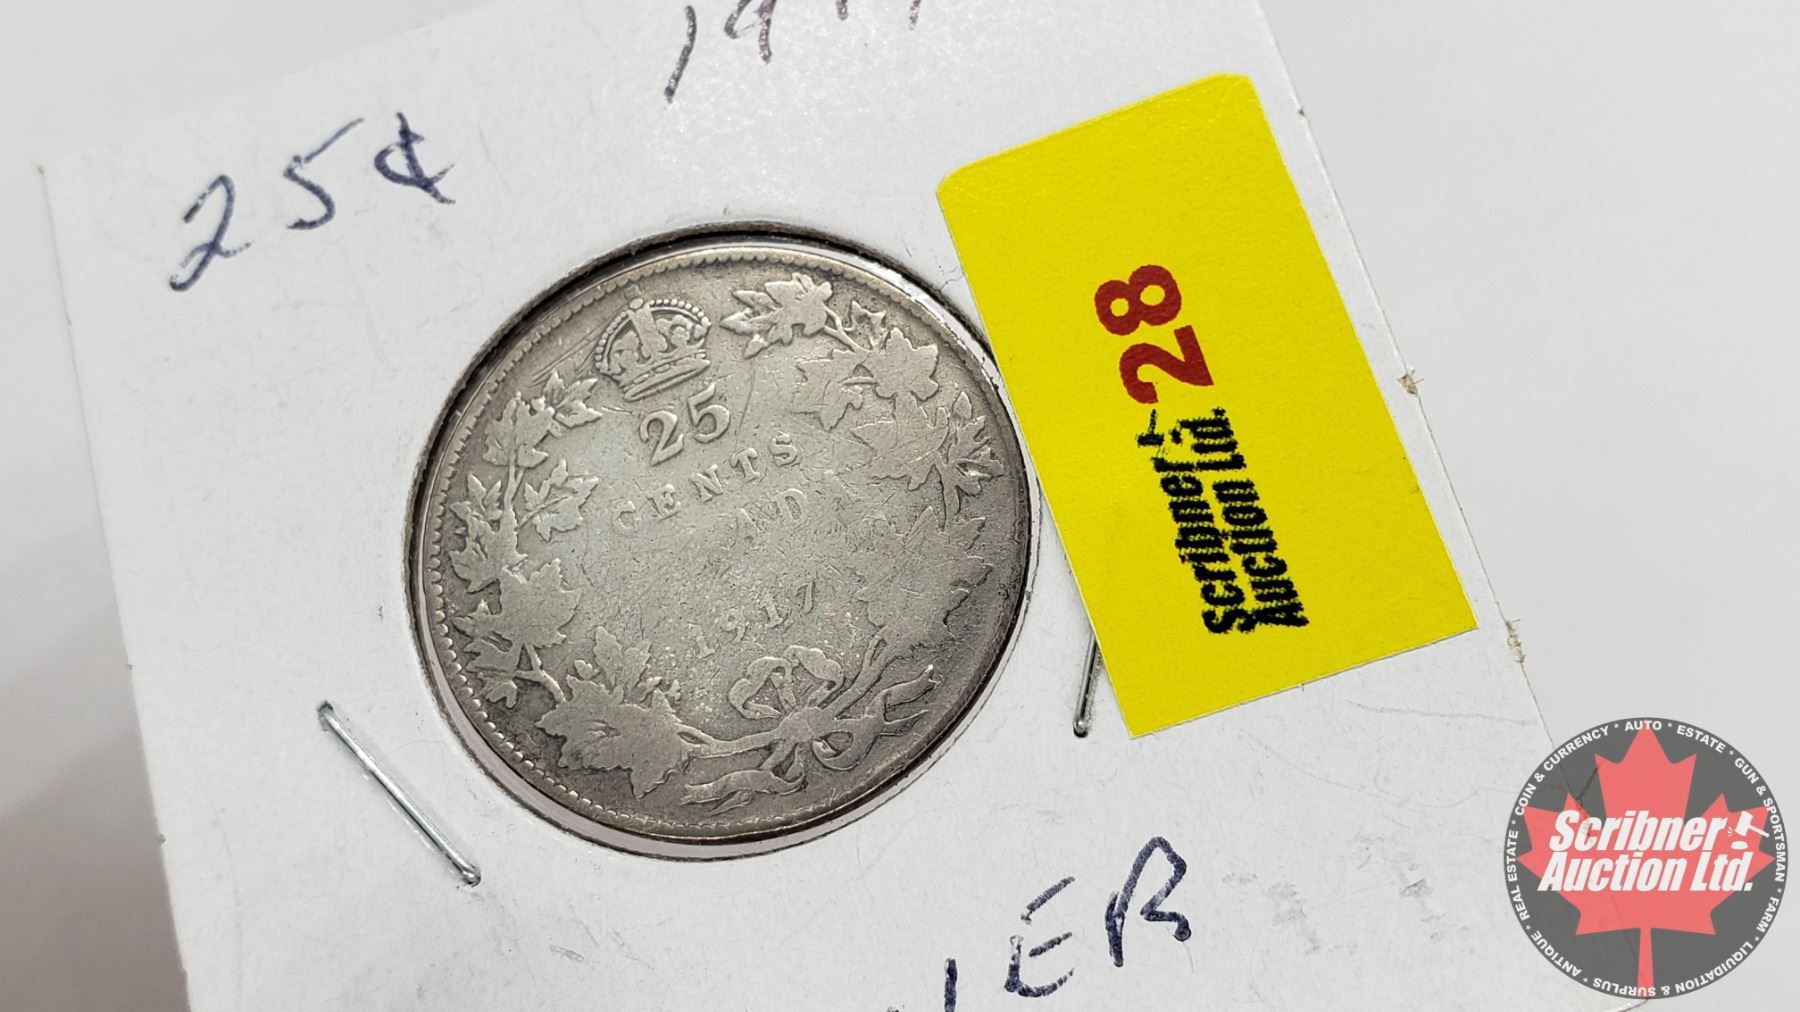 25¢
25
CENTS
1917
28
Scribner
Auction Ltd.
Scribner
Auction Ltd.
REAL ESTATE * COIN & CURRENCY * AUTO * ESTATE * GUN & SPORTSMAN * FARM * LIQUIDATION & SURPLUS * ANTIQUE *